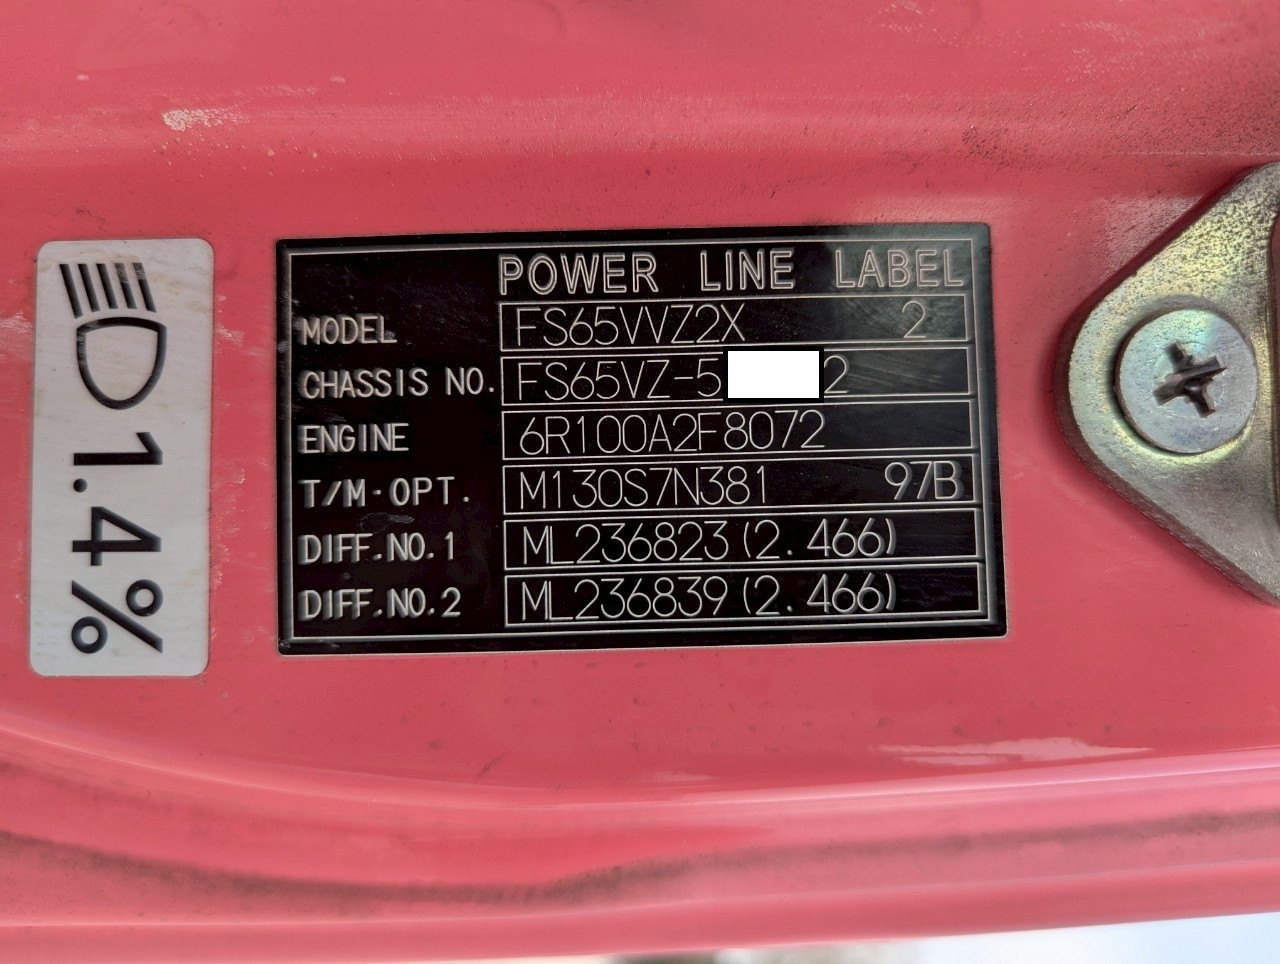 POWER LINE LABEL
MODEL FS65VVZ2X 2
CHASSIS NO. FS65VZ-5 2
ENGINE 6R100A2F8072
T/M·OPT. M130S7N381 97B
DIFF.NO.1 ML236823(2.466)
DIFF.NO.2 ML236839(2.466)
1.4%